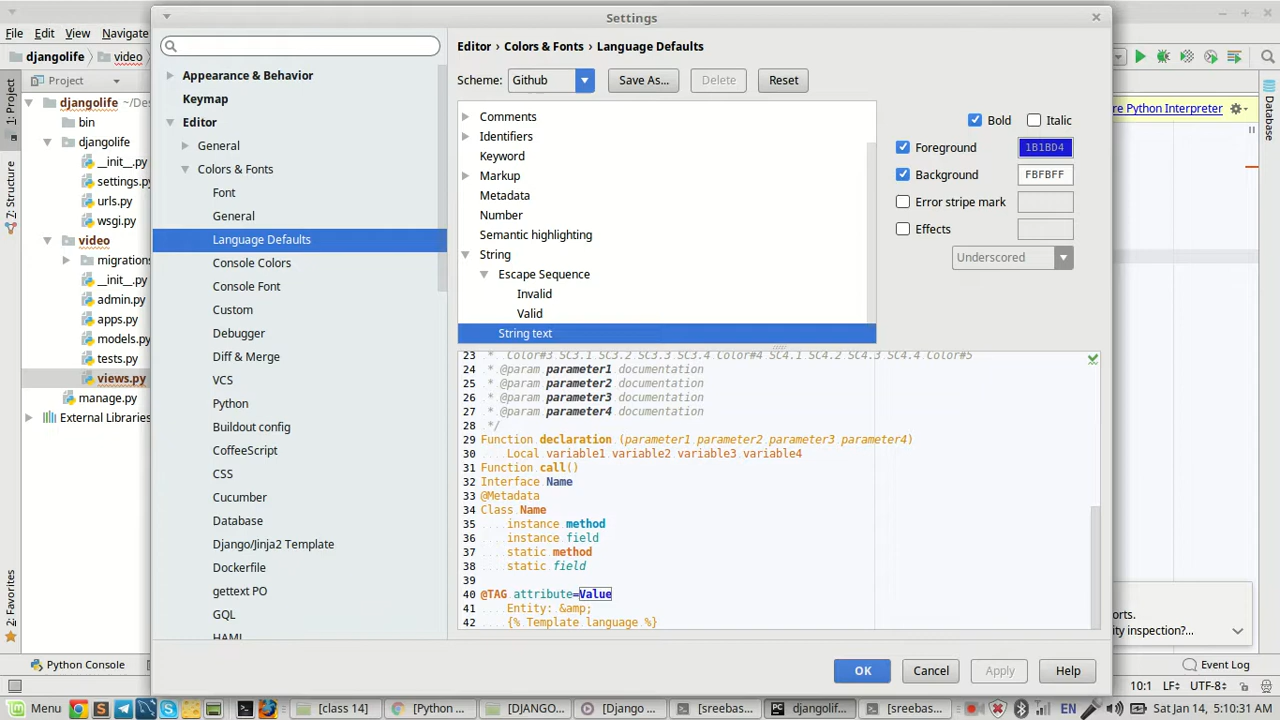 Settings
File Edit View Navigate
djangolife video
Editor › Colors & Fonts › Language Defaults
Scheme: Github Save As... Delete Reset
1: Project
7: Structure
2: Favorites
Project
djangolife ~/De
bin
djangolife
__init__.py
settings.py
urls.py
wsgi.py
video
migrations
__init__.py
admin.py
apps.py
models.py
tests.py
views.py
manage.py
External Libraries
Appearance & Behavior
Keymap
Editor
General
Colors & Fonts
Font
General
Language Defaults
Console Colors
Console Font
Custom
Debugger
Diff & Merge
VCS
Python
Buildout config
CoffeeScript
CSS
Cucumber
Database
Django/Jinja2 Template
Dockerfile
gettext PO
GQL
HAML
Comments
Identifiers
Keyword
Markup
Metadata
Number
Semantic highlighting
String
Escape Sequence
Invalid
Valid
String text
Bold Italic
Foreground 1B1BD4
Background FBFBFF
Error stripe mark
Effects
Underscored
re Python Interpreter
Database
23 * Color#3 SC3.1 SC3.2 SC3.3 SC3.4 Color#4 SC4.1 SC4.2 SC4.3 SC4.4 Color#5
24 * @param parameter1 documentation
25 * @param parameter2 documentation
26 * @param parameter3 documentation
27 * @param parameter4 documentation
28 */
29 Function declaration (parameter1 parameter2 parameter3 parameter4)
30 Local variable1 variable2 variable3 variable4
31 Function call()
32 Interface Name
33 @Metadata
34 Class Name
35 instance method
36 instance field
37 static method
38 static field
39
40 @TAG attribute=Value
41 Entity: &amp;
42 {% Template language %}
orts.
ity inspection?...
OK Cancel Apply Help
Python Console
Event Log
10:1 LF÷ UTF-8÷
Menu [class 14] [Python ... [DJANGO... [Django ... [sreebas... djangolif... [sreebas... EN Sat Jan 14, 5:10:31 AM